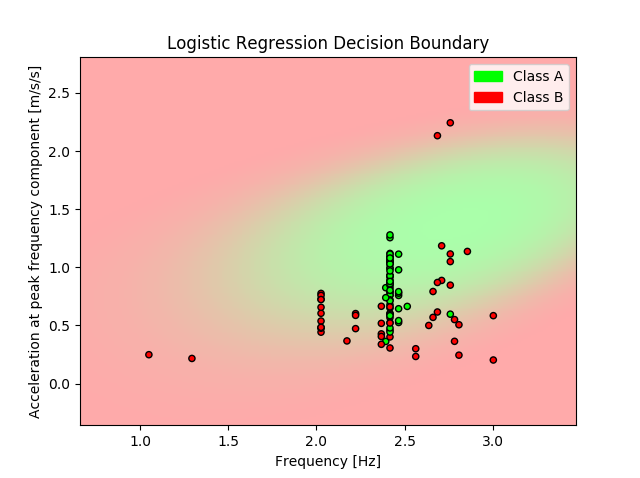 Logistic Regression Decision Boundary
Class A
Class B
Acceleration at peak frequency component [m/s/s]
2.5
2.0
1.5
1.0
0.5
0.0
1.0 1.5 2.0 2.5 3.0
Frequency [Hz]